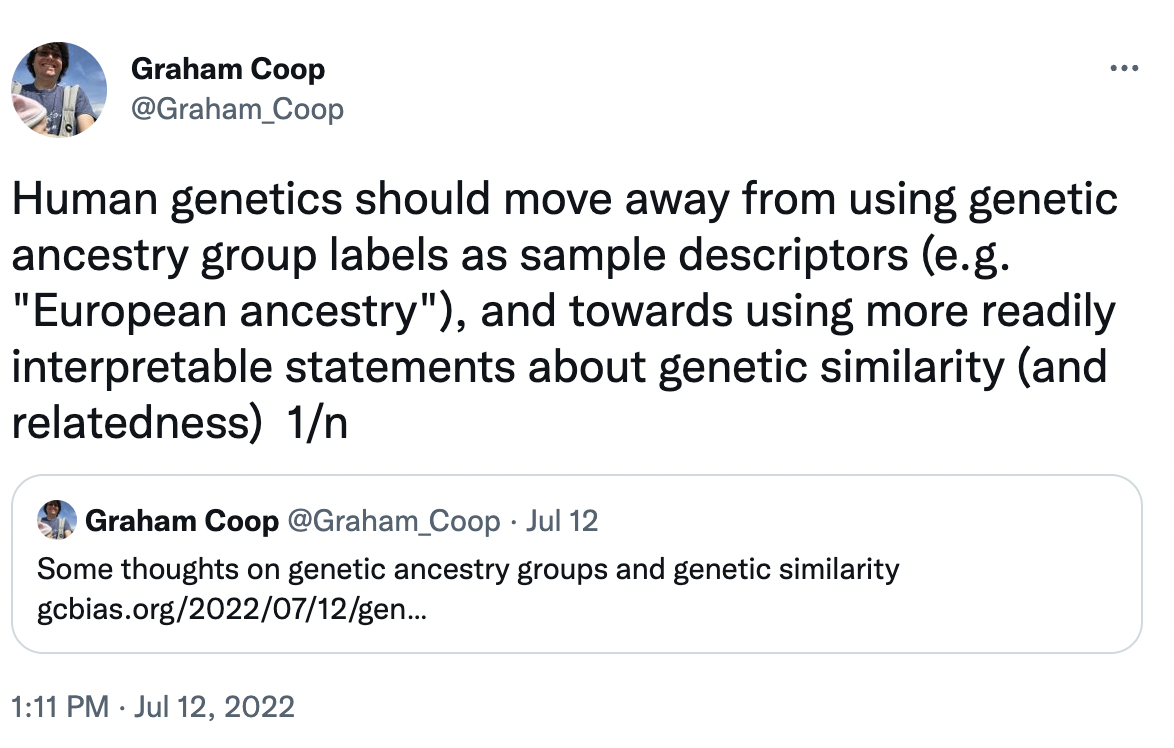 Graham Coop
@Graham_Coop
Human genetics should move away from using genetic
ancestry group labels as sample descriptors (e.g.
"European ancestry"), and towards using more readily
interpretable statements about genetic similarity (and
relatedness)  1/n
Graham Coop @Graham_Coop · Jul 12
Some thoughts on genetic ancestry groups and genetic similarity
gcbias.org/2022/07/12/gen...
1:11 PM · Jul 12, 2022